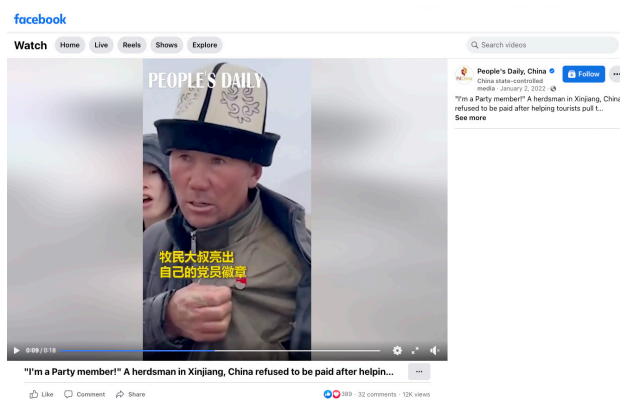 facebook
Watch
Home
Live
Reels
Shows
Explore
Search videos
PEOPLE'S DAILY
牧民大叔亮出
自己的党员徽章
0:09 / 0:18
People's Daily, China
Follow
China state-controlled
media · January 2, 2022 ·
"I'm a Party member!" A herdsman in Xinjiang, China
refused to be paid after helping tourists pull t...
See more
"I'm a Party member!" A herdsman in Xinjiang, China refused to be paid after helpin...
Like
Comment
Share
389 · 32 comments · 12K views